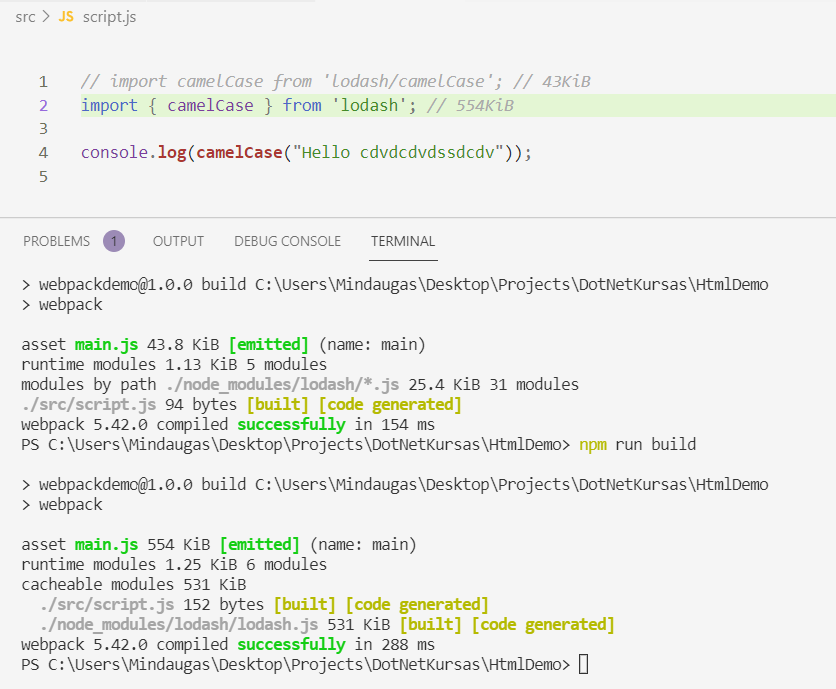 src > JS script.js
1 // import camelCase from 'lodash/camelCase'; // 43KiB
2 import { camelCase } from 'lodash'; // 554KiB
3
4 console.log(camelCase("Hello cdvdcdvdssdcdv"));
5
PROBLEMS 1 OUTPUT DEBUG CONSOLE TERMINAL
> webpackdemo@1.0.0 build C:\Users\Mindaugas\Desktop\Projects\DotNetKursas\HtmlDemo
> webpack
asset main.js 43.8 KiB [emitted] (name: main)
runtime modules 1.13 KiB 5 modules
modules by path ./node_modules/lodash/*.js 25.4 KiB 31 modules
./src/script.js 94 bytes [built] [code generated]
webpack 5.42.0 compiled successfully in 154 ms
PS C:\Users\Mindaugas\Desktop\Projects\DotNetKursas\HtmlDemo> npm run build
> webpackdemo@1.0.0 build C:\Users\Mindaugas\Desktop\Projects\DotNetKursas\HtmlDemo
> webpack
asset main.js 554 KiB [emitted] (name: main)
runtime modules 1.25 KiB 6 modules
cacheable modules 531 KiB
./src/script.js 152 bytes [built] [code generated]
./node_modules/lodash/lodash.js 531 KiB [built] [code generated]
webpack 5.42.0 compiled successfully in 288 ms
PS C:\Users\Mindaugas\Desktop\Projects\DotNetKursas\HtmlDemo>